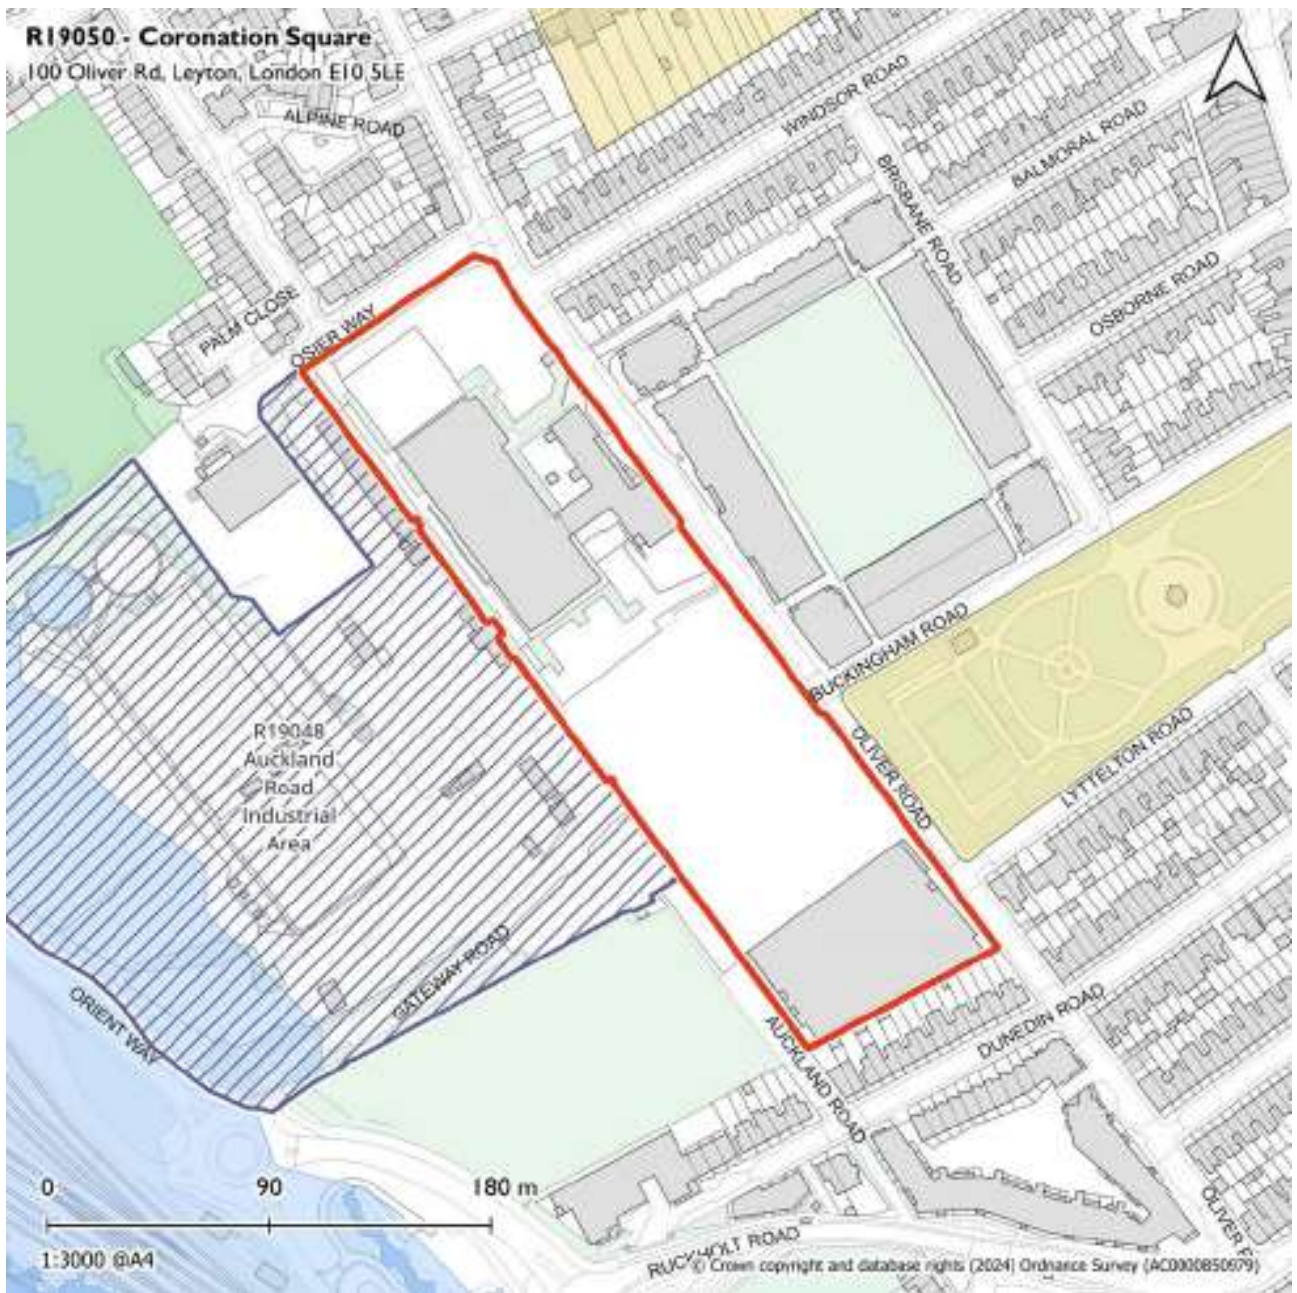 R19050 - Coronation Square
100 Oliver Rd, Leyton, London E10 5LE
ALPINE ROAD
WINDSOR ROAD
BALMORAL ROAD
BRISBANE ROAD
OSBORNE ROAD
PALM CLOSE
OSIER WAY
BUCKINGHAM ROAD
OLIVER ROAD
LYTTELTON ROAD
R19048
Auckland
Road
Industrial
Area
GATEWAY ROAD
ORIENT WAY
DUNEDIN ROAD
AUCKLAND ROAD
0 90 180 m
1:3000 @A4
RUCKHOLT ROAD
OLIVER R
© Crown copyright and database rights (2024) Ordnance Survey (AC0000850979)